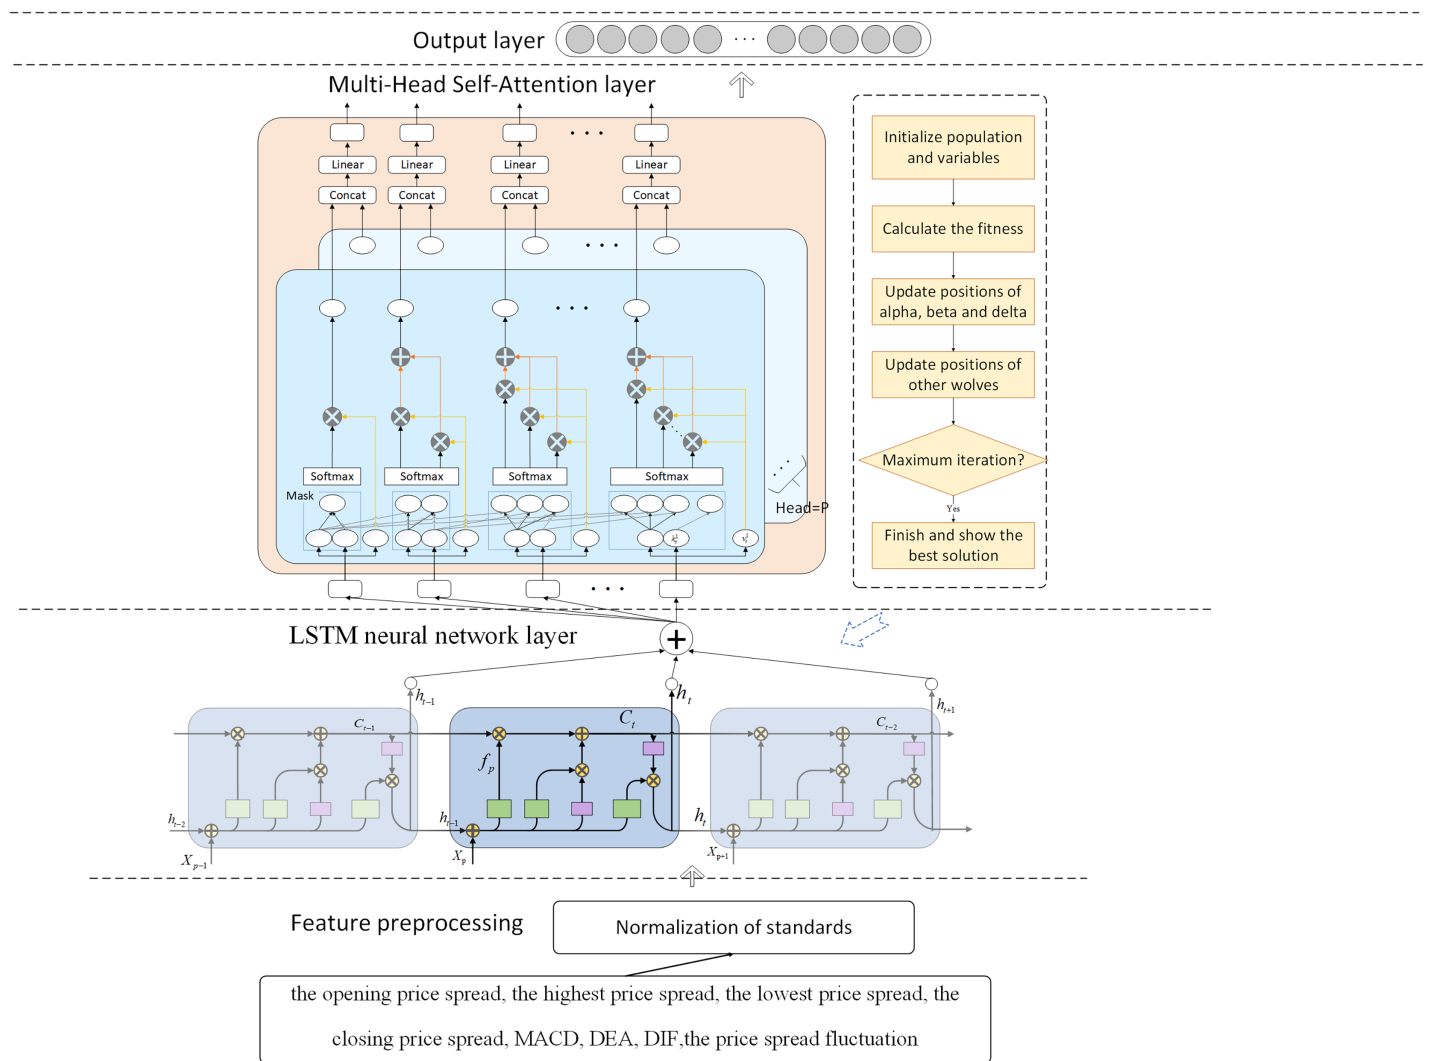 Output layer
...
Multi-Head Self-Attention layer
Linear Linear Linear Linear
Concat Concat Concat Concat
Softmax Softmax Softmax Softmax
Mask
Head=P
Initialize population
and variables
Calculate the fitness
Update positions of
alpha, beta and delta
Update positions of
other wolves
Maximum iteration?
Yes
Finish and show the
best solution
LSTM neural network layer
h_{t-1} h_t h_{t+1}
C_{t-1} C_t C_{t-2}
f_p
h_{t-2} h_{t-1} h_t
X_{p-1} X_p X_{p+1}
Feature preprocessing
Normalization of standards
the opening price spread, the highest price spread, the lowest price spread, the
closing price spread, MACD, DEA, DIF,the price spread fluctuation